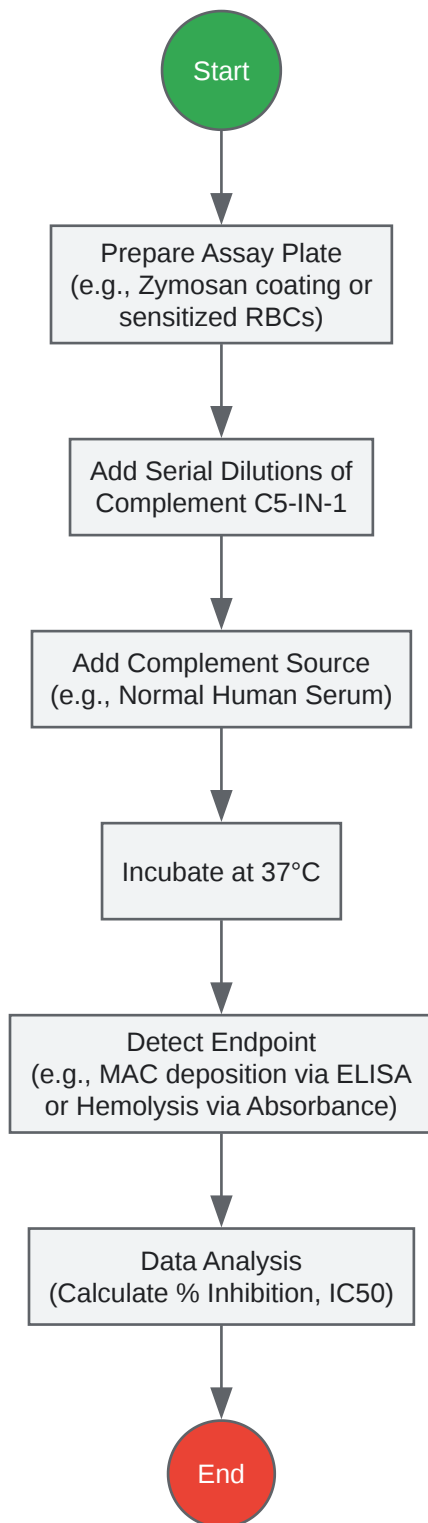 Start
Prepare Assay Plate
(e.g., Zymosan coating or
sensitized RBCs)
Add Serial Dilutions of
Complement C5-IN-1
Add Complement Source
(e.g., Normal Human Serum)
Incubate at 37°C
Detect Endpoint
(e.g., MAC deposition via ELISA
or Hemolysis via Absorbance)
Data Analysis
(Calculate % Inhibition, IC50)
End